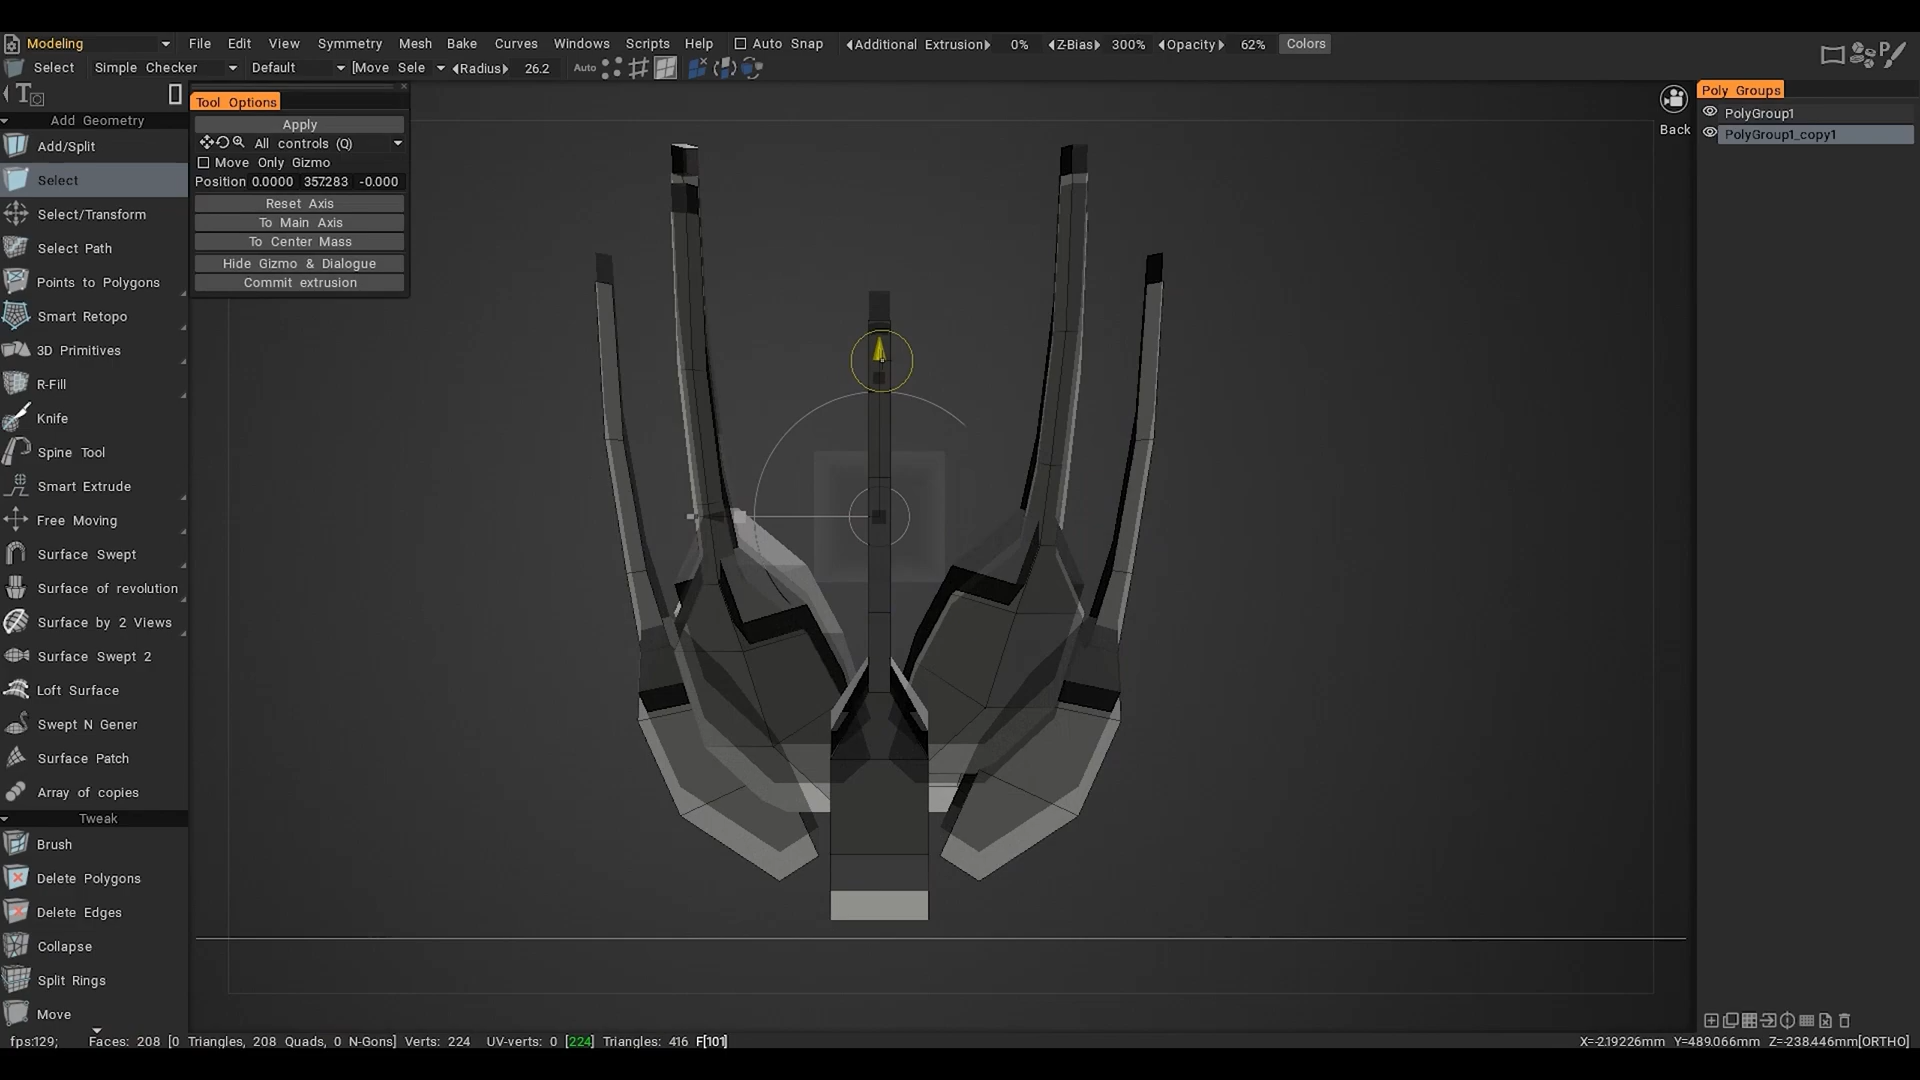 Modeling File Edit View Symmetry Mesh Bake Curves Windows Scripts Help Auto Snap Additional Extrusion 0% Z-Bias 300% Opacity 62% Colors
Select Simple Checker Default [Move Sele Radius 26.2 Auto
Tool Options
Apply
All controls (Q)
Move Only Gizmo
Position 0.0000 357.283 -0.000
Reset Axis
To Main Axis
To Center Mass
Hide Gizmo & Dialogue
Commit extrusion
Add Geometry
Add/Split
Select
Select/Transform
Select Path
Points to Polygons
Smart Retopo
3D Primitives
R-Fill
Knife
Spine Tool
Smart Extrude
Free Moving
Surface Swept
Surface of revolution
Surface by 2 Views
Surface Swept 2
Loft Surface
Swept N Gener
Surface Patch
Array of copies
Tweak
Brush
Delete Polygons
Delete Edges
Collapse
Split Rings
Move
Back
Poly Groups
PolyGroup1
PolyGroup1_copy1
fps:129; Faces: 208 [0 Triangles, 208 Quads, 0 N-Gons] Verts: 224 UV-verts: 0 [224] Triangles: 416 F[101] X=-2.19226mm Y=489.066mm Z=-238.446mm[ORTHO]